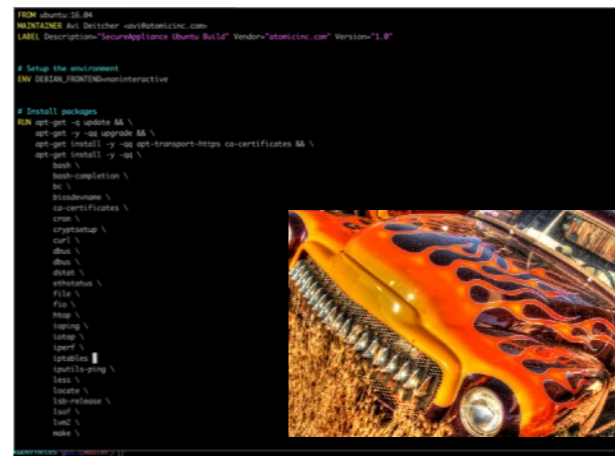 FROM ubuntu:16.04
MAINTAINER Avi Deitcher <avi@atomicinc.com>
LABEL Description="SecureAppliance Ubuntu Build" Vendor="atomicinc.com" Version="1.0"
# Setup the environment
ENV DEBIAN_FRONTEND=noninteractive
# Install packages
RUN apt-get -q update && \
apt-get -y -qq upgrade && \
apt-get install -y -qq apt-transport-https ca-certificates && \
apt-get install -y -qq \
bash \
bash-completion \
bc \
biosdevname \
ca-certificates \
cron \
cryptsetup \
curl \
dbus \
dbus \
dstat \
ethstatus \
file \
fio \
htop \
ioping \
iotop \
iperf \
iptables
iputils-ping \
less \
locate \
lsb-release \
lsof \
lvm2 \
make \
kubernetes git:(master)